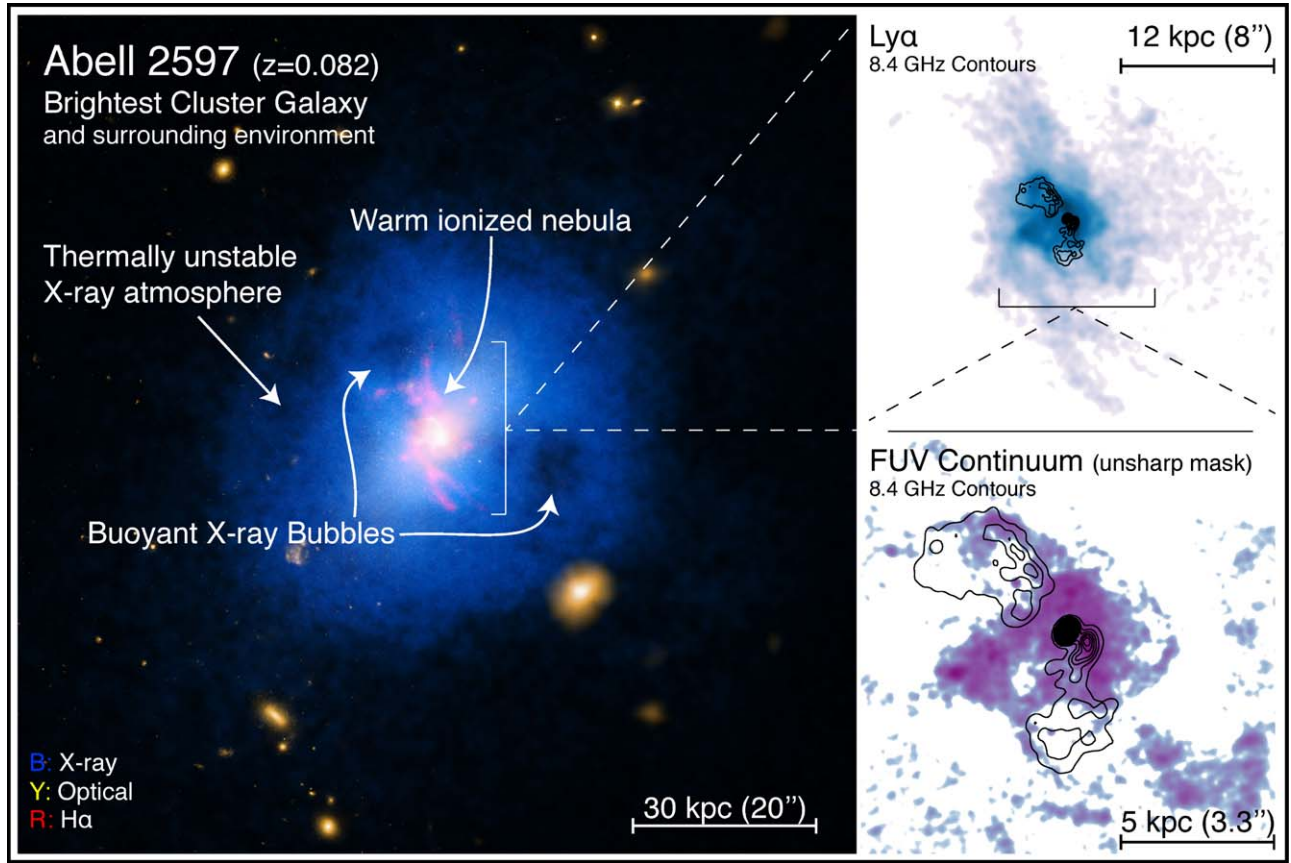 Abell 2597 (z=0.082)
Brightest Cluster Galaxy
and surrounding environment
Warm ionized nebula
Thermally unstable
X-ray atmosphere
Buoyant X-ray Bubbles
B: X-ray
Y: Optical
R: Hα
30 kpc (20”)
Lyα
8.4 GHz Contours
12 kpc (8”)
FUV Continuum (unsharp mask)
8.4 GHz Contours
5 kpc (3.3”)